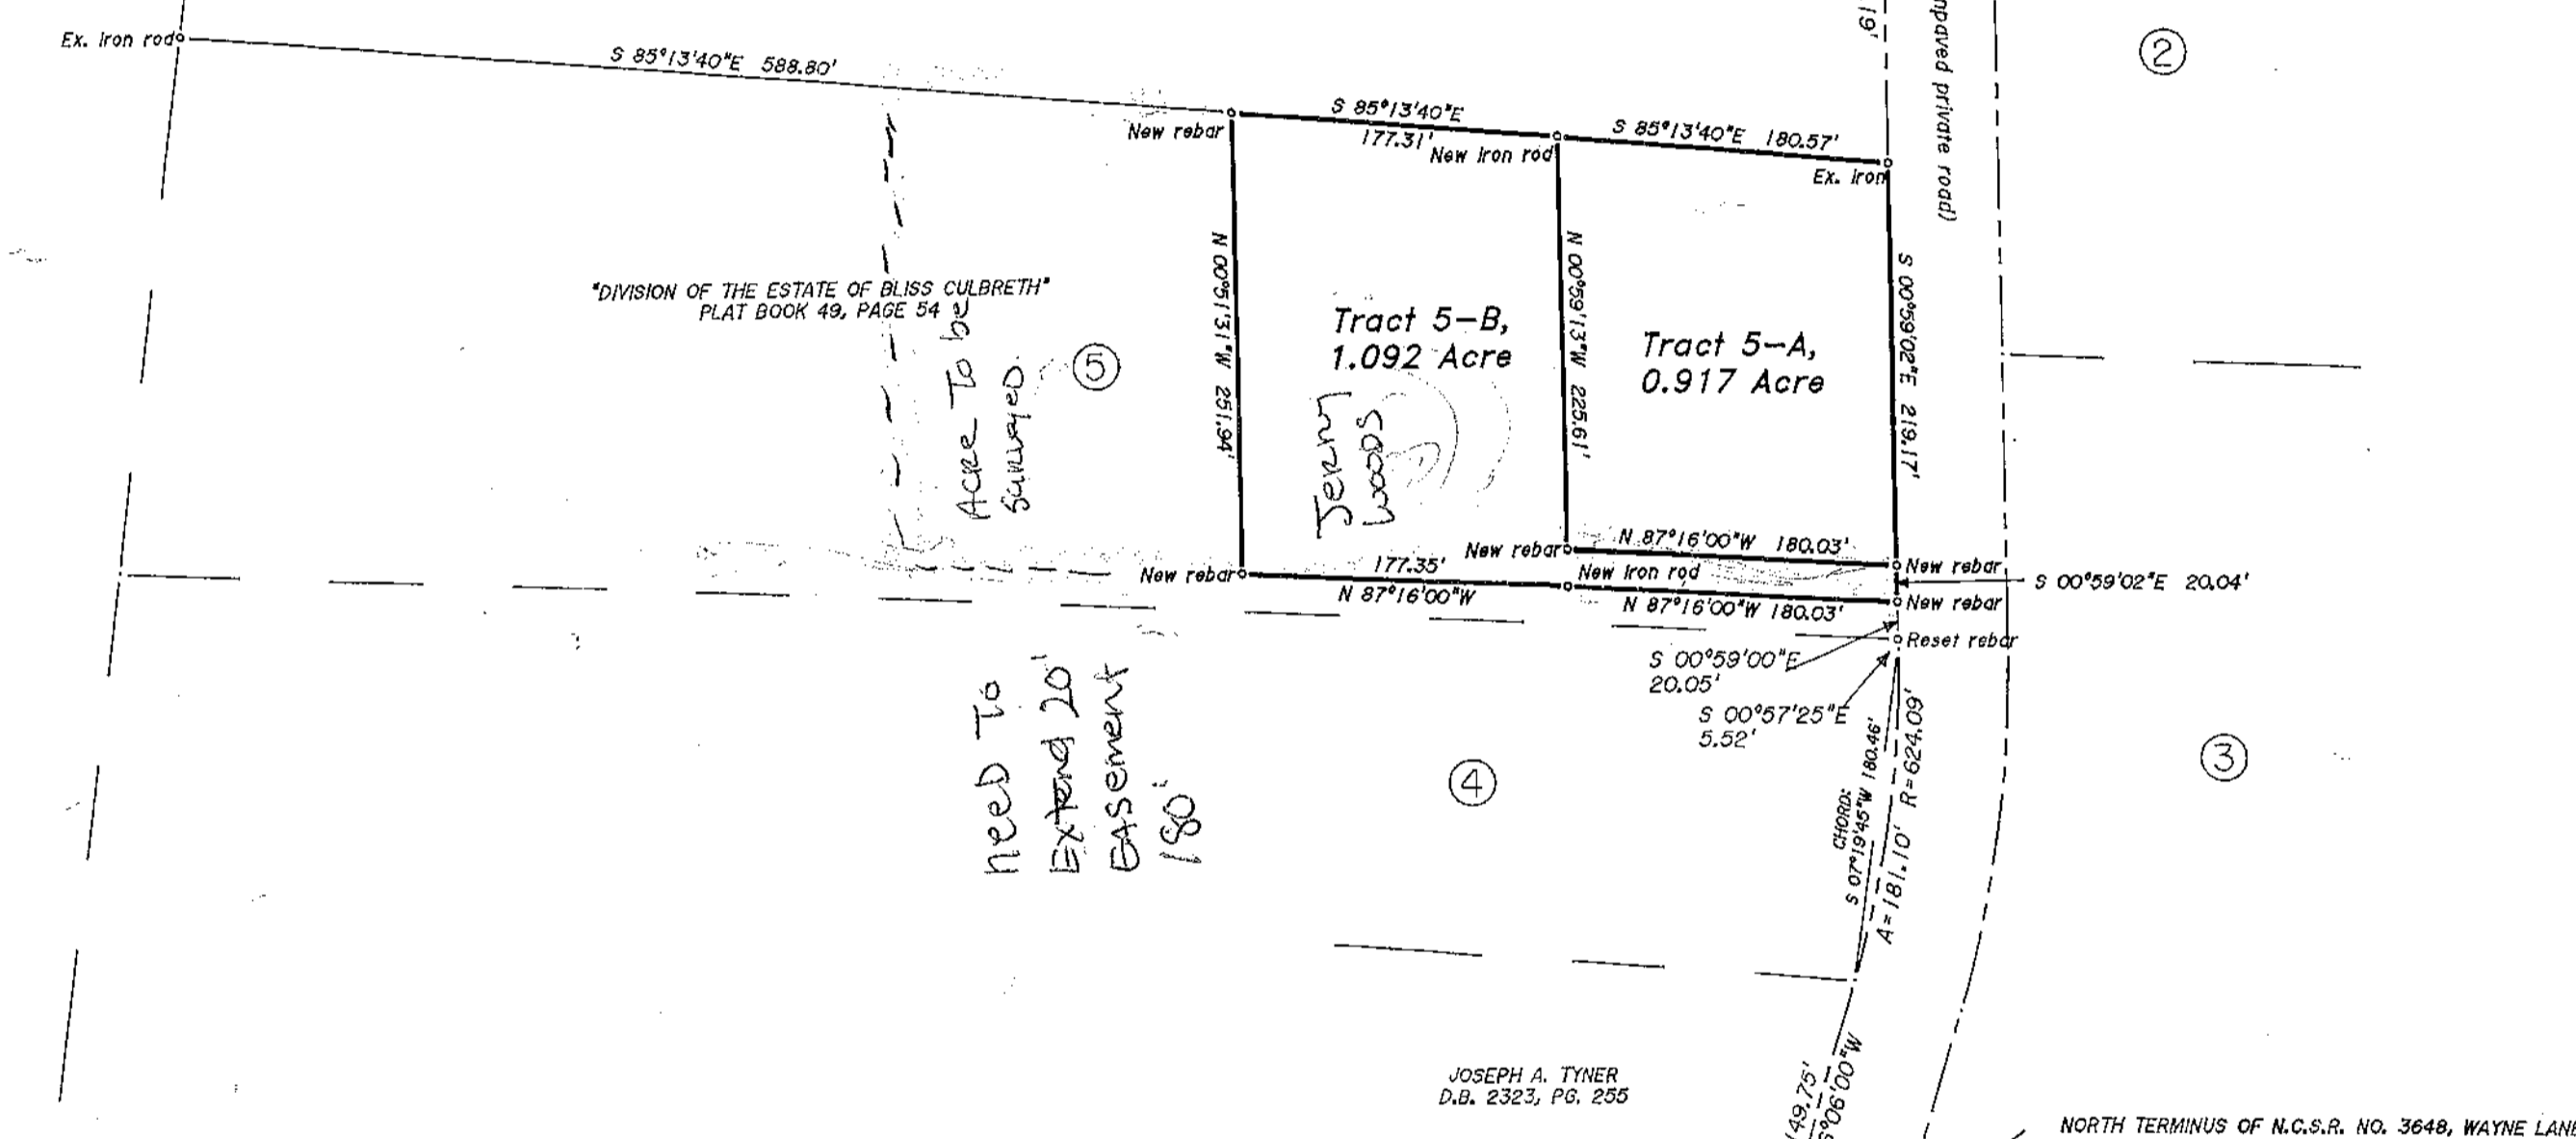 19'
npaved private road)
2
Ex. Iron rod
S 85°13'40"E 588.80'
New rebar
S 85°13'40"E
177.31'
New Iron rod
S 85°13'40"E 180.57'
Ex. Iron
"DIVISION OF THE ESTATE OF BLISS CULBRETH"
PLAT BOOK 49, PAGE 54
Acre To be
Surveyed.
5
N 00°51'31"W 251.94'
Tract 5-B,
1.092 Acre
Jerry
Woods
N 00°59'13"W 225.61'
Tract 5-A,
0.917 Acre
S 00°59'02"E 219.17'
New rebar
N 87°16'00"W 180.03'
New rebar
New rebar
177.35'
N 87°16'00"W
New Iron rod
N 87°16'00"W 180.03'
New rebar
S 00°59'02"E 20.04'
Reset rebar
S 00°59'00"E
20.05'
S 00°57'25"E
5.52'
need To
Extend 20'
Easement
180'
4
3
CHORD:
S 07°19'45"W 180.46'
A=181.10' R=624.09'
JOSEPH A. TYNER
D.B. 2323, PG. 255
149.75'
5°06'00"W
NORTH TERMINUS OF N.C.S.R. NO. 3648, WAYNE LANE